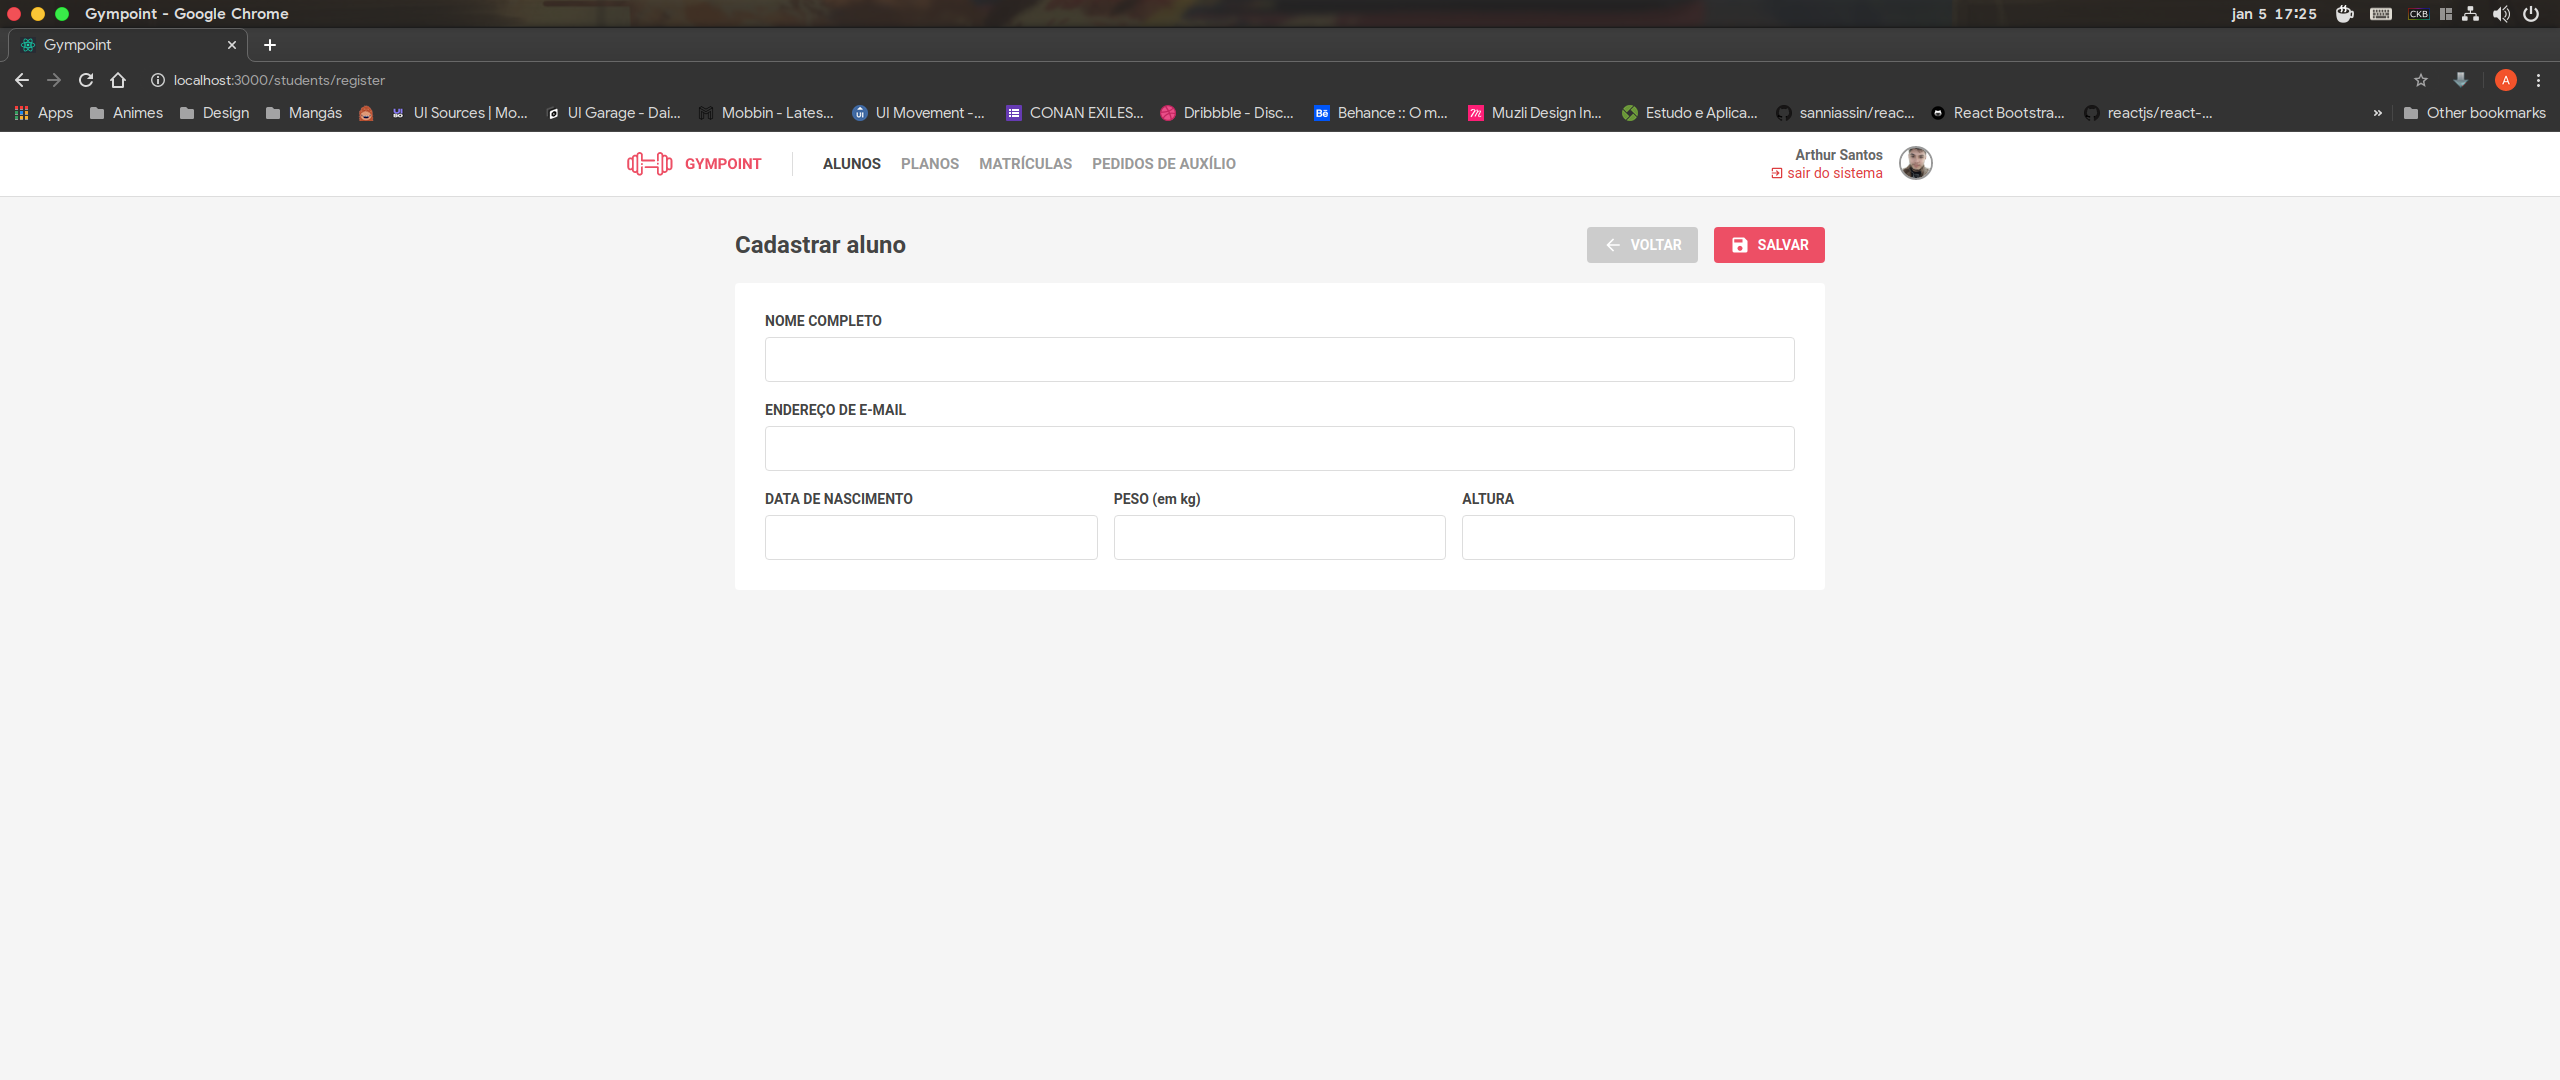 Gympoint - Google Chrome
jan 5 17:25
CKB
Gympoint
localhost:3000/students/register
A
Apps Animes Design Mangás UI Sources | Mo... UI Garage - Dai... Mobbin - Lates... UI Movement -... CONAN EXILES... Dribbble - Disc... Behance :: O m... Muzli Design In... Estudo e Aplica... sanniassin/reac... React Bootstra... reactjs/react-... » Other bookmarks
GYMPOINT ALUNOS PLANOS MATRÍCULAS PEDIDOS DE AUXÍLIO
Arthur Santos
sair do sistema
Cadastrar aluno
VOLTAR
SALVAR
NOME COMPLETO
ENDEREÇO DE E-MAIL
DATA DE NASCIMENTO
PESO (em kg)
ALTURA